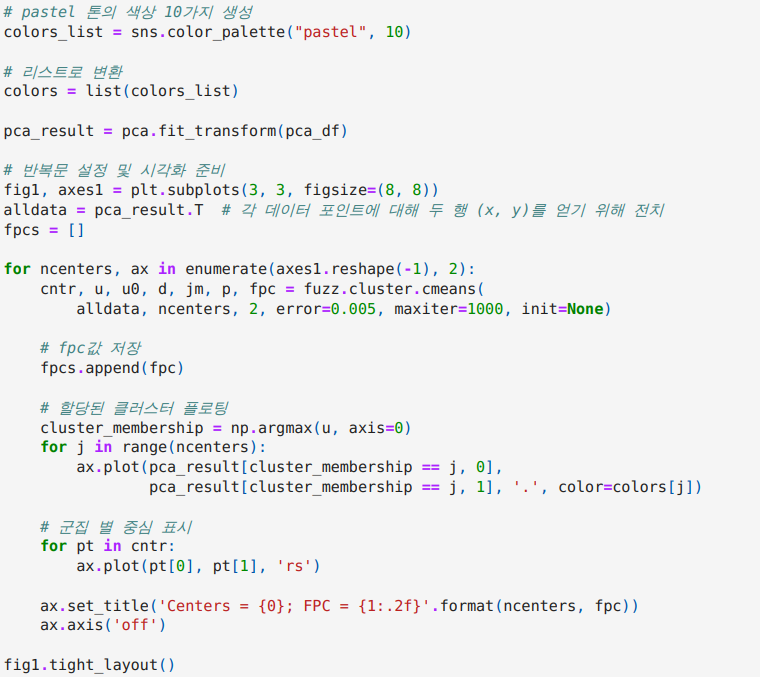 # pastel 톤의 색상 10가지 생성
colors_list = sns.color_palette("pastel", 10)
# 리스트로 변환
colors = list(colors_list)
pca_result = pca.fit_transform(pca_df)
# 반복문 설정 및 시각화 준비
fig1, axes1 = plt.subplots(3, 3, figsize=(8, 8))
alldata = pca_result.T  # 각 데이터 포인트에 대해 두 행 (x, y)를 얻기 위해 전치
fpcs = []
for ncenters, ax in enumerate(axes1.reshape(-1), 2):
    cntr, u, u0, d, jm, p, fpc = fuzz.cluster.cmeans(
        alldata, ncenters, 2, error=0.005, maxiter=1000, init=None)
    # fpc값 저장
    fpcs.append(fpc)
    # 할당된 클러스터 플로팅
    cluster_membership = np.argmax(u, axis=0)
    for j in range(ncenters):
        ax.plot(pca_result[cluster_membership == j, 0],
                pca_result[cluster_membership == j, 1], '.', color=colors[j])
    # 군집 별 중심 표시
    for pt in cntr:
        ax.plot(pt[0], pt[1], 'rs')
    ax.set_title('Centers = {0}; FPC = {1:.2f}'.format(ncenters, fpc))
    ax.axis('off')
fig1.tight_layout()